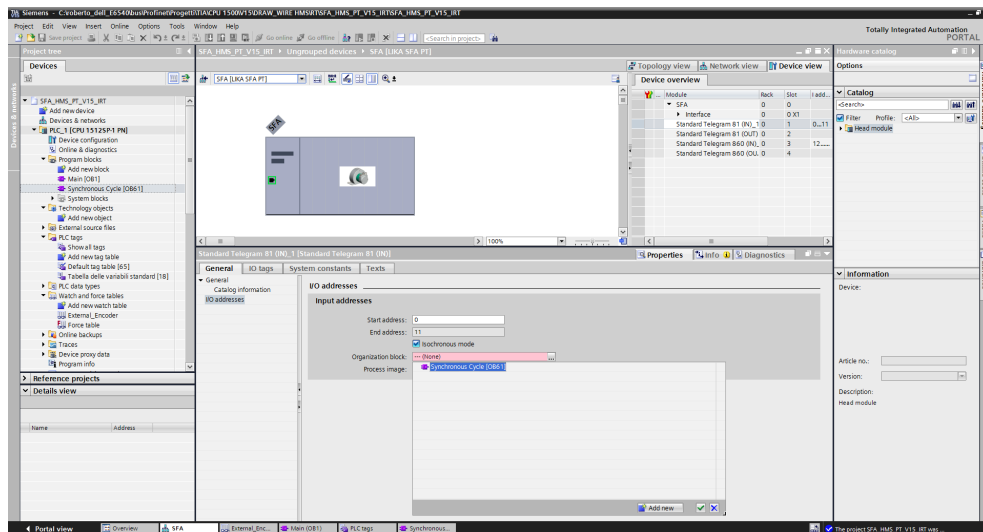 Siemens - C:\roberto_dell_E6540\bus\Profinet\Progetti\TIA\CPU 1500\V15\DRAW_WIRE HMS\IRT\SFA_HMS_PT_V15_IRT\SFA_HMS_PT_V15_IRT
Project Edit View Insert Online Options Tools Window Help
Totally Integrated Automation
PORTAL
Save project
Go online
Go offline
<Search in project>
Project tree
SFA_HMS_PT_V15_IRT
Ungrouped devices
SFA [LIKA SFA PT]
Hardware catalog
Devices
Topology view
Network view
Device view
Options
SFA [LIKA SFA PT]
Device overview
Devices & networks
SFA_HMS_PT_V15_IRT
Add new device
Devices & networks
PLC_1 [CPU 1512SP-1 PN]
Device configuration
Online & diagnostics
Program blocks
Add new block
Main [OB1]
Synchronous Cycle [OB61]
System blocks
Technology objects
Add new object
External source files
PLC tags
Show all tags
Add new tag table
Default tag table [65]
Tabella delle variabili standard [18]
PLC data types
Watch and force tables
Add new watch table
External_Encoder
Force table
Online backups
Traces
Device proxy data
Program info
Reference projects
Details view
Name Address
SFA
100%
Module Rack Slot I add...
SFA 0 0
Interface 0 0 X1
Standard Telegram 81 (IN)_1 0 1 0...11
Standard Telegram 81 (OUT) 0 2
Standard Telegram 860 (IN)_ 0 3 12......
Standard Telegram 860 (OU. 0 4
Catalog
<Search>
Filter Profile: <All>
Head module
Standard Telegram 81 (IN)_1 [Standard Telegram 81 (IN)]
Properties
Info
Diagnostics
General IO tags System constants Texts
General
Catalog information
I/O addresses
I/O addresses
Input addresses
Start address: 0
End address: 11
Isochronous mode
Organization block: --- (None)
...
Process image:
Synchronous Cycle [OB61]
Add new
Information
Device:
Article no.:
Version:
Description:
Head module
Portal view
Overview
SFA
External_Enc...
Main (OB1)
PLC tags
Synchronous...
The project SFA_HMS_PT_V15_IRT was ...